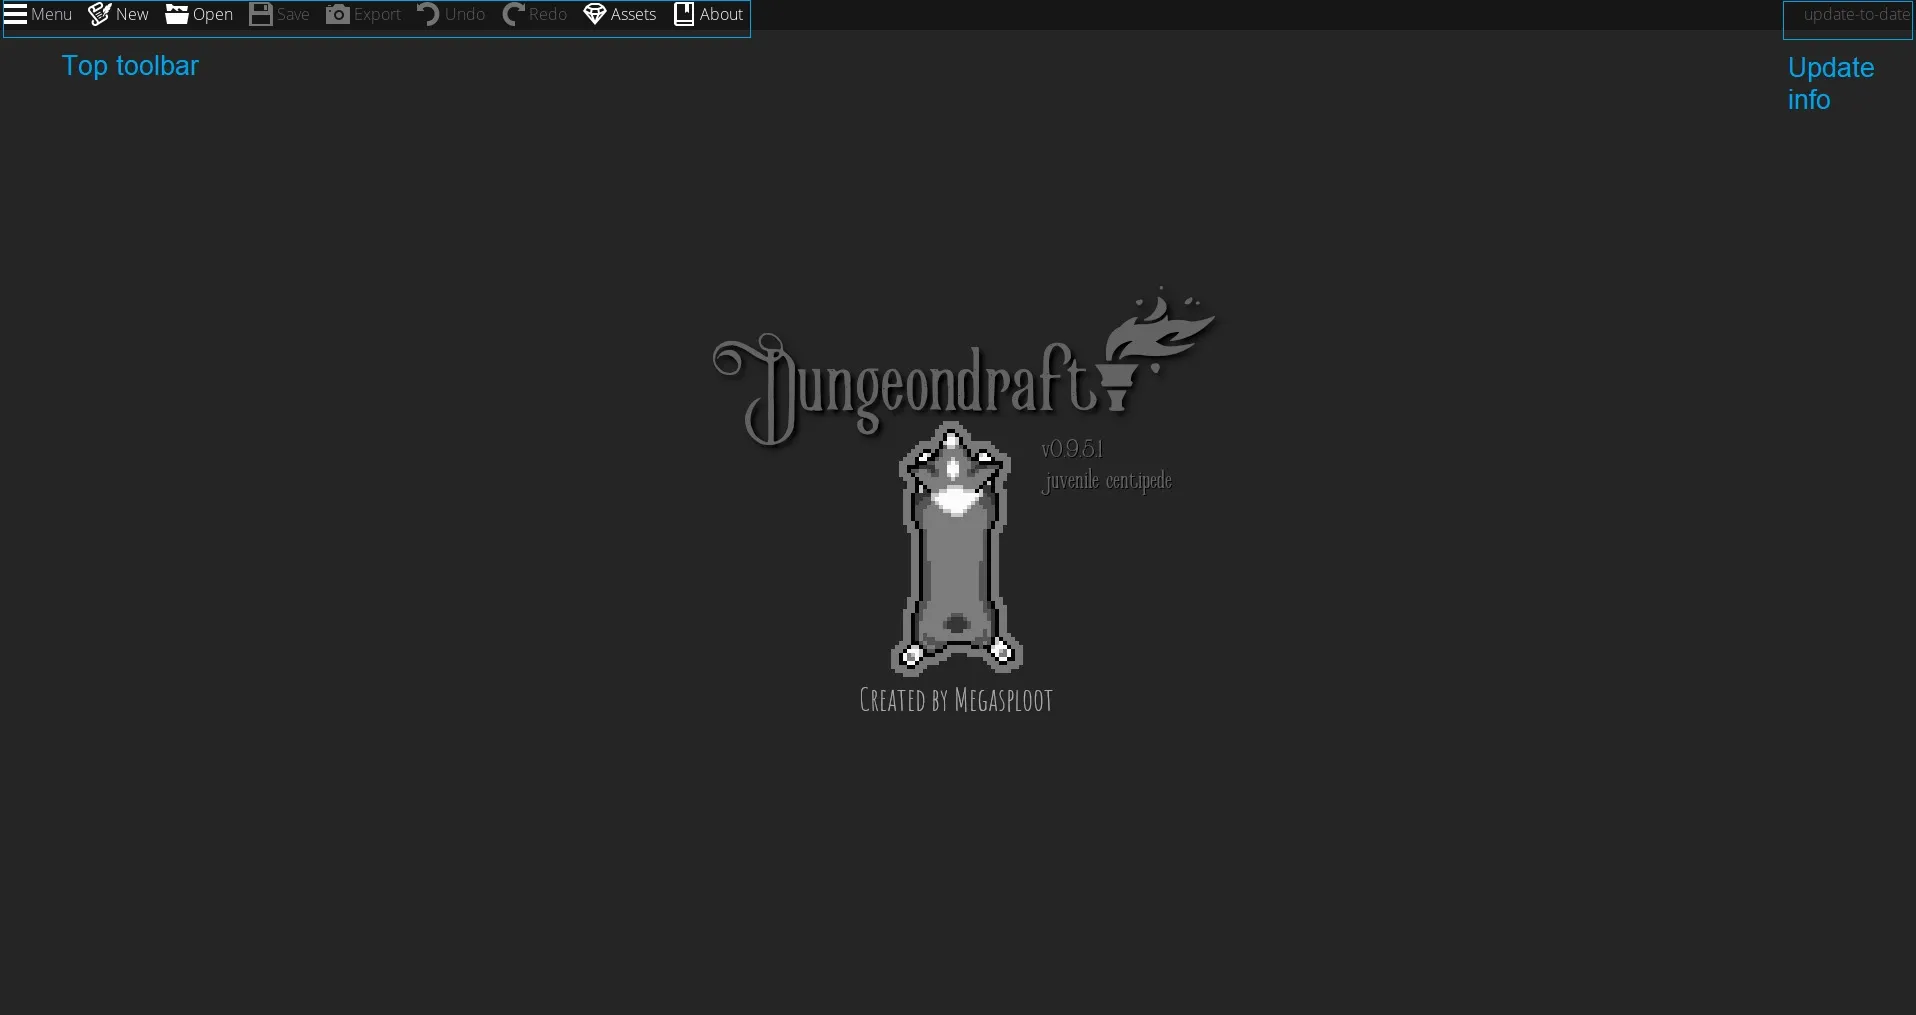 Menu New Open Save Export Undo Redo Assets About
update-to-date
Top toolbar
Update
info
Dungeondraft
v0.9.5.1
juvenile centipede
Created by Megasploot